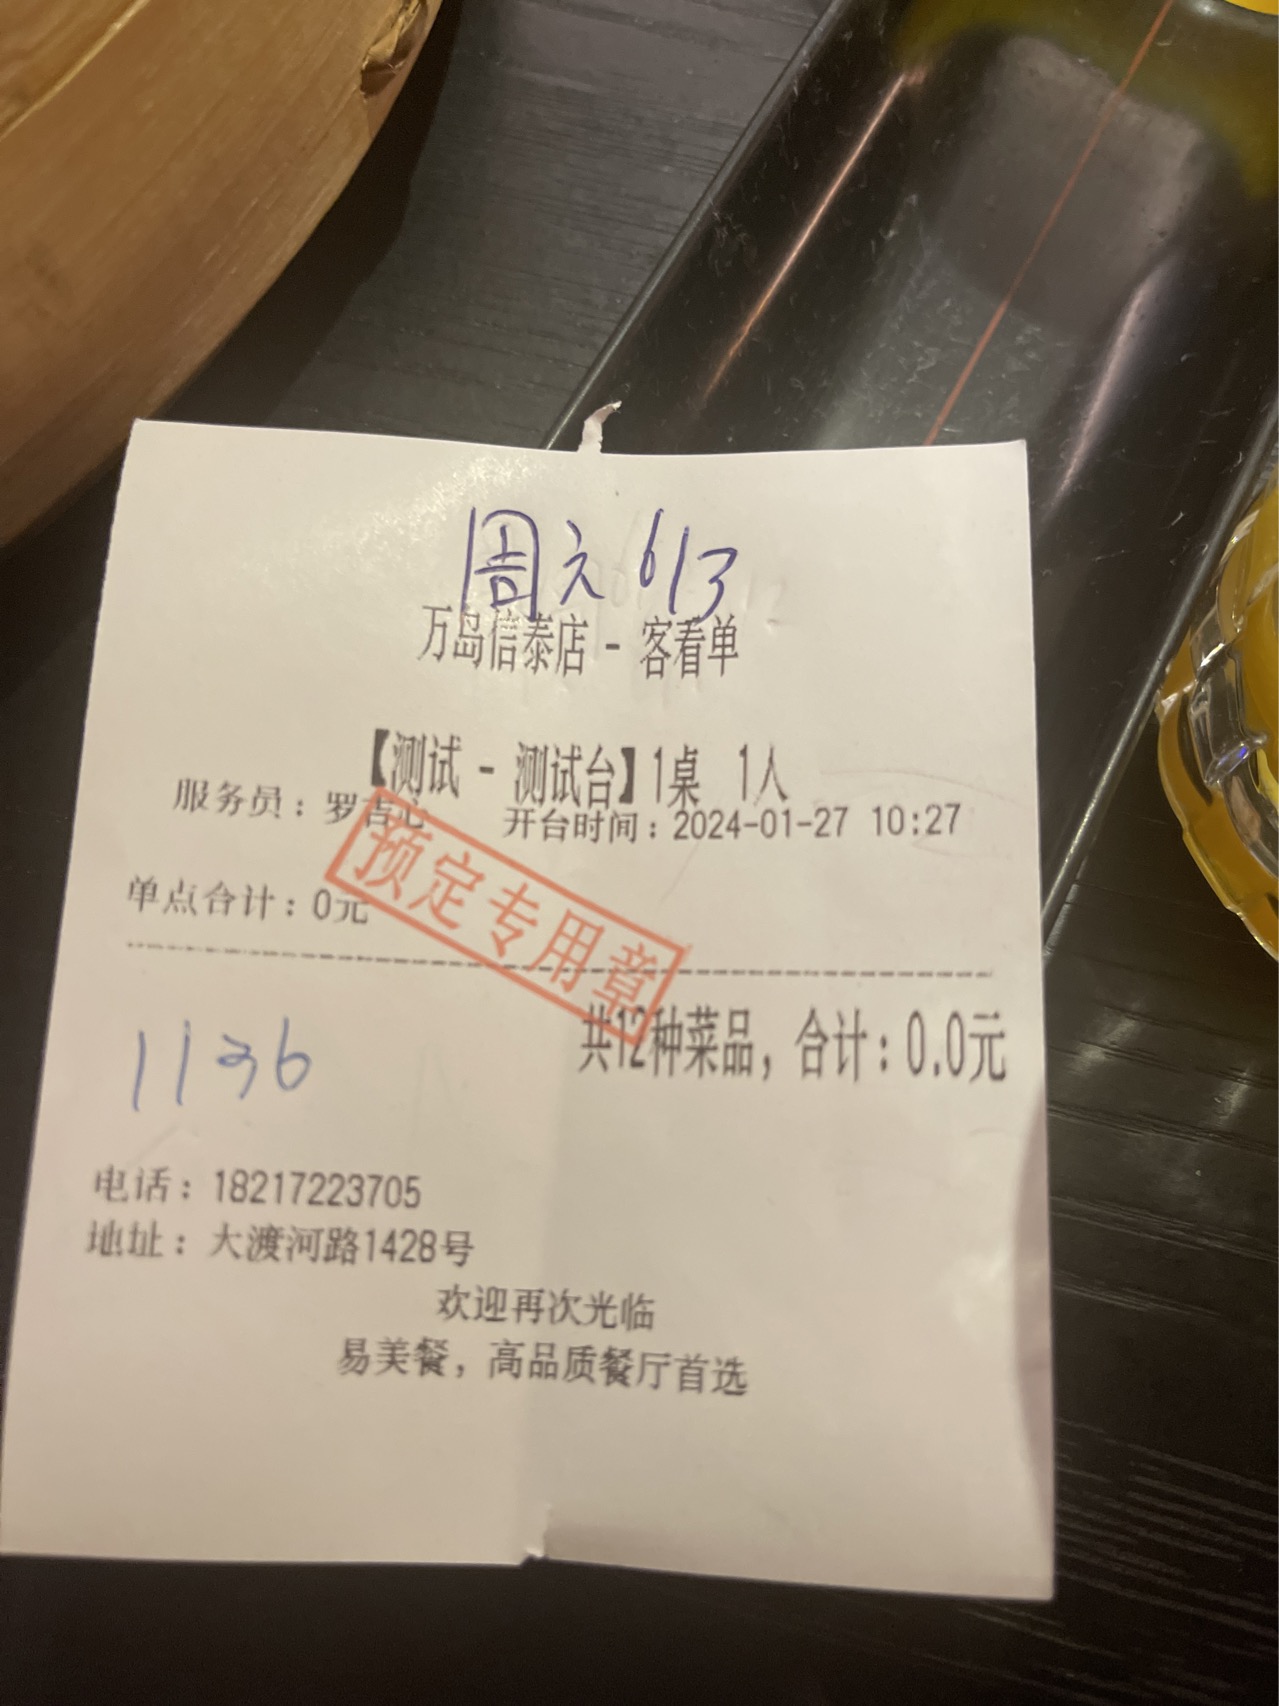 周六 613
万岛信泰店 - 客看单
【测试 - 测试台】1桌 1人
服务员：罗吉心 开台时间：2024-01-27 10:27
预定专用章
单点合计：0元
共12种菜品，合计：0.0元
1136
电话：18217223705
地址：大渡河路1428号
欢迎再次光临
易美餐，高品质餐厅首选